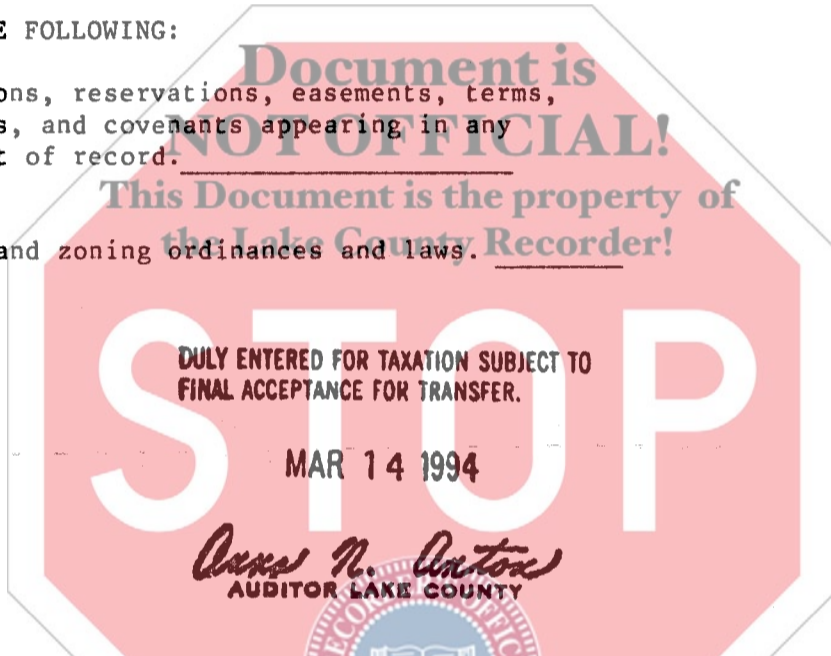 E FOLLOWING:
Document is
ons, reservations, easements, terms,
s, and covenants appearing in any
NOT OFFICIAL!
t of record.
This Document is the property of
the Lake County Recorder!
and zoning ordinances and laws.
STOP
DULY ENTERED FOR TAXATION SUBJECT TO
FINAL ACCEPTANCE FOR TRANSFER.
MAR 14 1994
Anna N. Anton
AUDITOR LAKE COUNTY